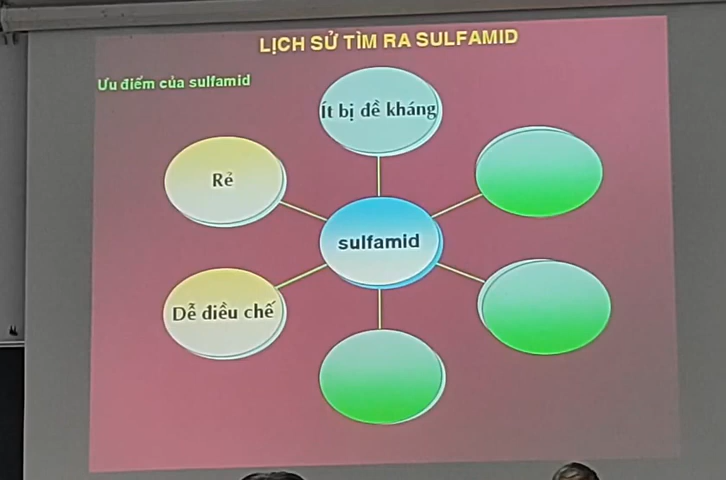 LỊCH SỬ TÌM RA SULFAMID
Ưu điểm của sulfamid
Ít bị đề kháng
Rẻ
sulfamid
Dễ điều chế